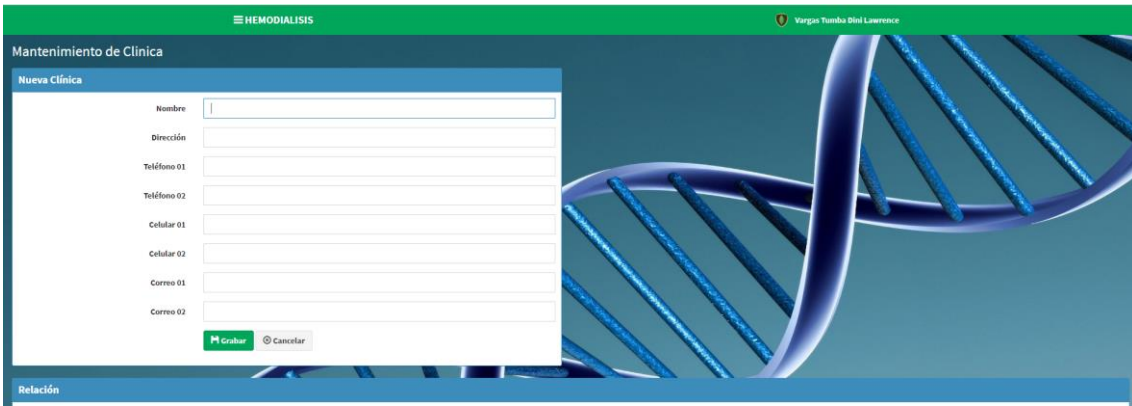 HEMODIALISIS
Vargas Tumba Dini Lawrence
Mantenimiento de Clinica
Nueva Clínica
Nombre
Dirección
Teléfono 01
Teléfono 02
Celular 01
Celular 02
Correo 01
Correo 02
Grabar Cancelar
Relación